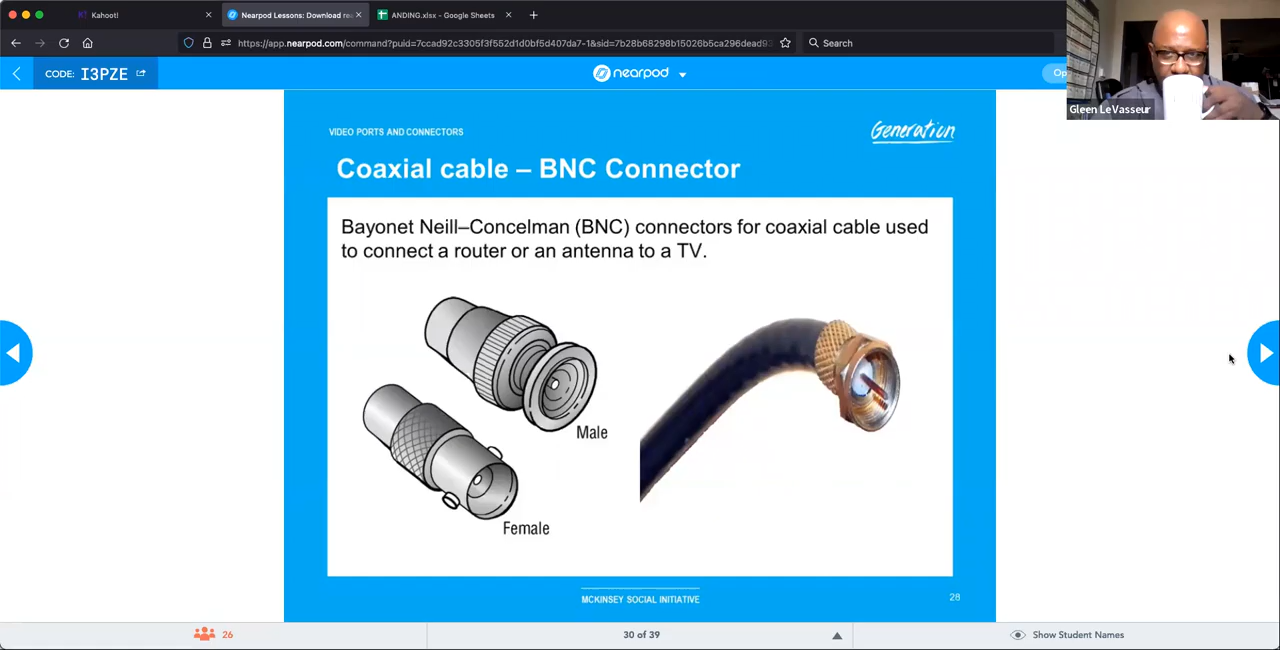 Kahoot!
Nearpod Lessons: Download re
ANDING.xlsx - Google Sheets
https://app.nearpod.com/command?puid=7ccad92c3305f3f552d1d0bf5d407da7-1&sid=7b28b68298b15026b5ca296dead93
Search
CODE: I3PZE
nearpod
Op
Gleen LeVasseur
VIDEO PORTS AND CONNECTORS
Generation
Coaxial cable – BNC Connector
Bayonet Neill–Concelman (BNC) connectors for coaxial cable used
to connect a router or an antenna to a TV.
Male
Female
MCKINSEY SOCIAL INITIATIVE
28
26
30 of 39
Show Student Names